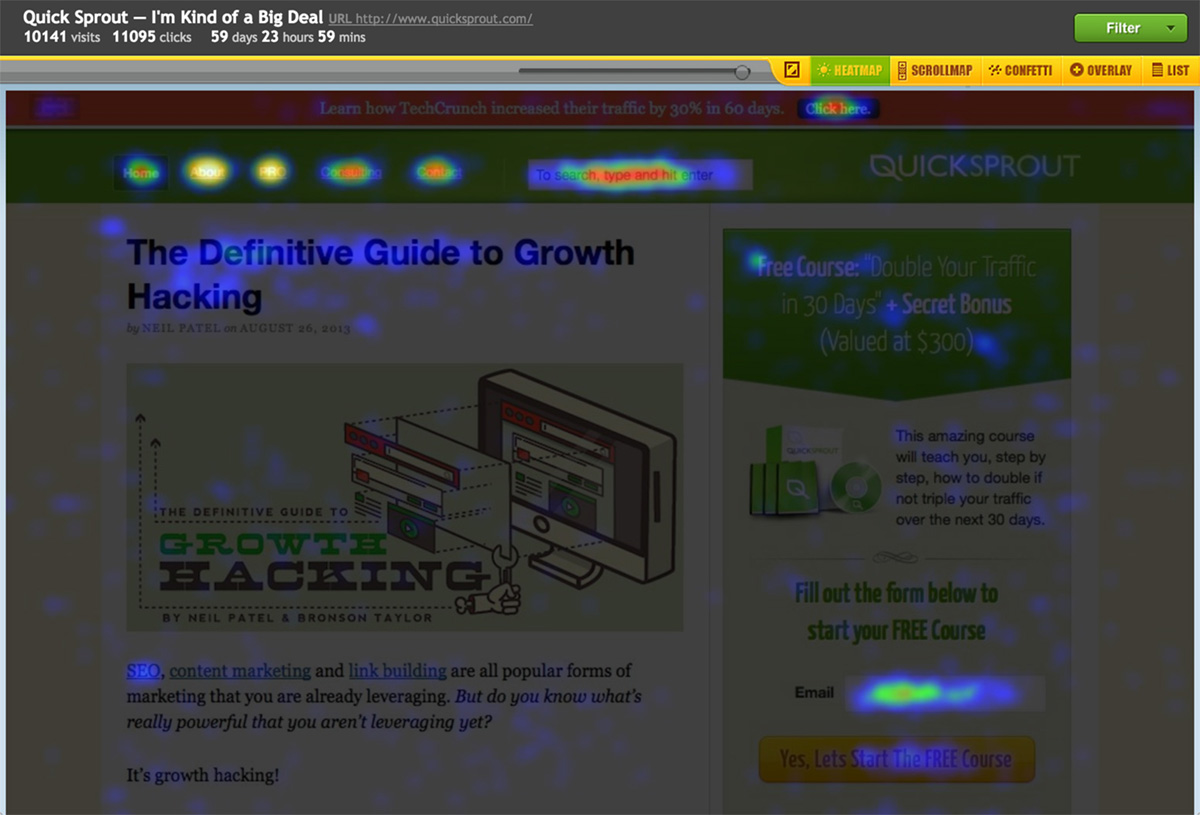 Quick Sprout — I'm Kind of a Big Deal URL http://www.quicksprout.com/
10141 visits 11095 clicks 59 days 23 hours 59 mins
Filter
HEATMAP SCROLLMAP CONFETTI OVERLAY LIST
Learn how TechCrunch increased their traffic by 30% in 60 days. Click here.
Home About PRO Consulting Contact To search, type and hit enter QUICKSPROUT
The Definitive Guide to Growth
Hacking
by NEIL PATEL on AUGUST 26, 2013
THE DEFINITIVE GUIDE TO
GROWTH
HACKING
BY NEIL PATEL & BRONSON TAYLOR
SEO, content marketing and link building are all popular forms of
marketing that you are already leveraging. But do you know what's
really powerful that you aren't leveraging yet?
It's growth hacking!
Free Course: "Double Your Traffic
in 30 Days" + Secret Bonus
(Valued at $300)
QUICKSPROUT
This amazing course
will teach you, step by
step, how to double if
not triple your traffic
over the next 30 days.
Fill out the form below to
start your FREE Course
Email
Yes, Lets Start The FREE Course